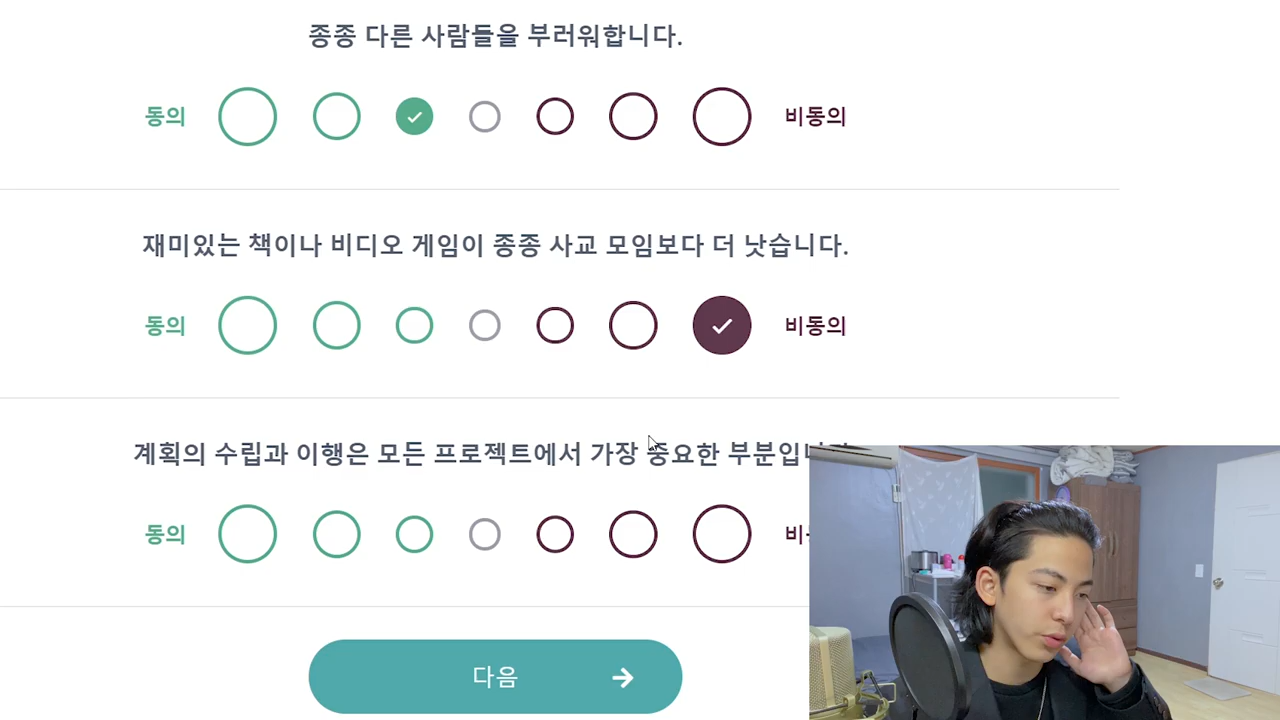 종종 다른 사람들을 부러워합니다.
동의 비동의
재미있는 책이나 비디오 게임이 종종 사교 모임보다 더 낫습니다.
동의 비동의
계획의 수립과 이행은 모든 프로젝트에서 가장 중요한 부분입
동의 비
다음 →